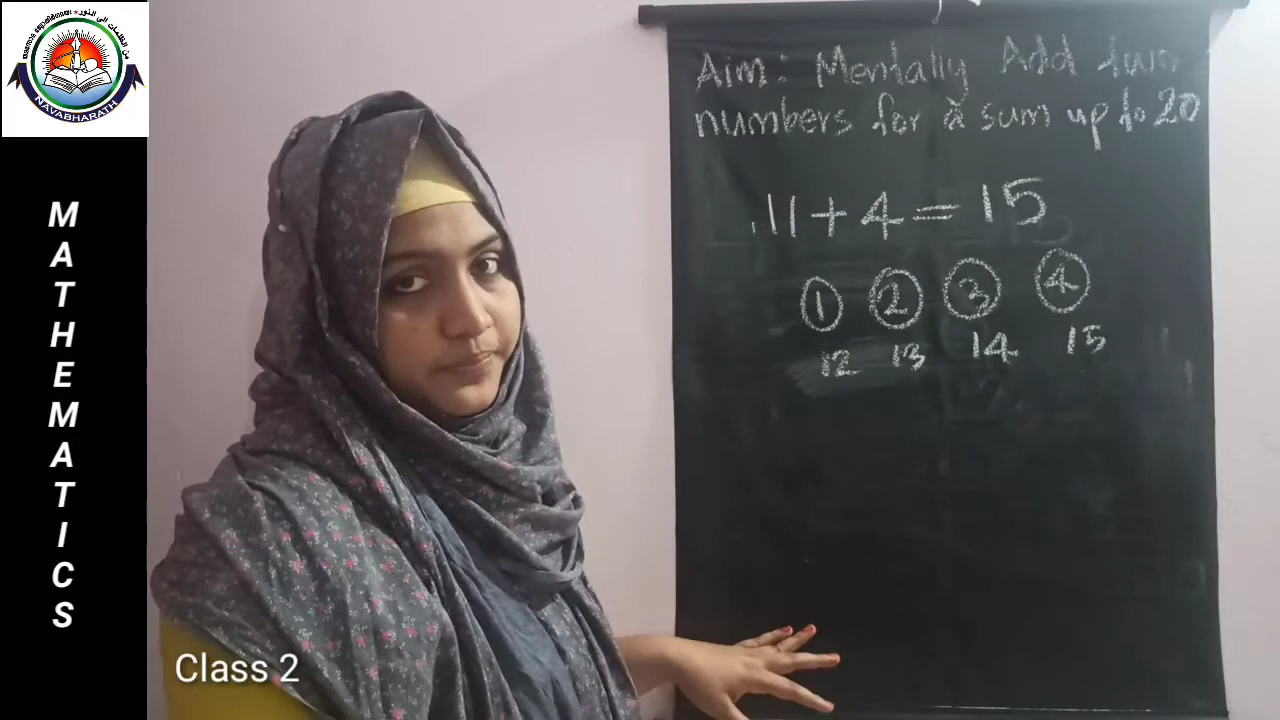 NAVABHARATH
MATHEMATICS
Class 2
Aim: Mentally Add two
numbers for a sum up to 20
11+4=15
1 2 3 4
12 13 14 15